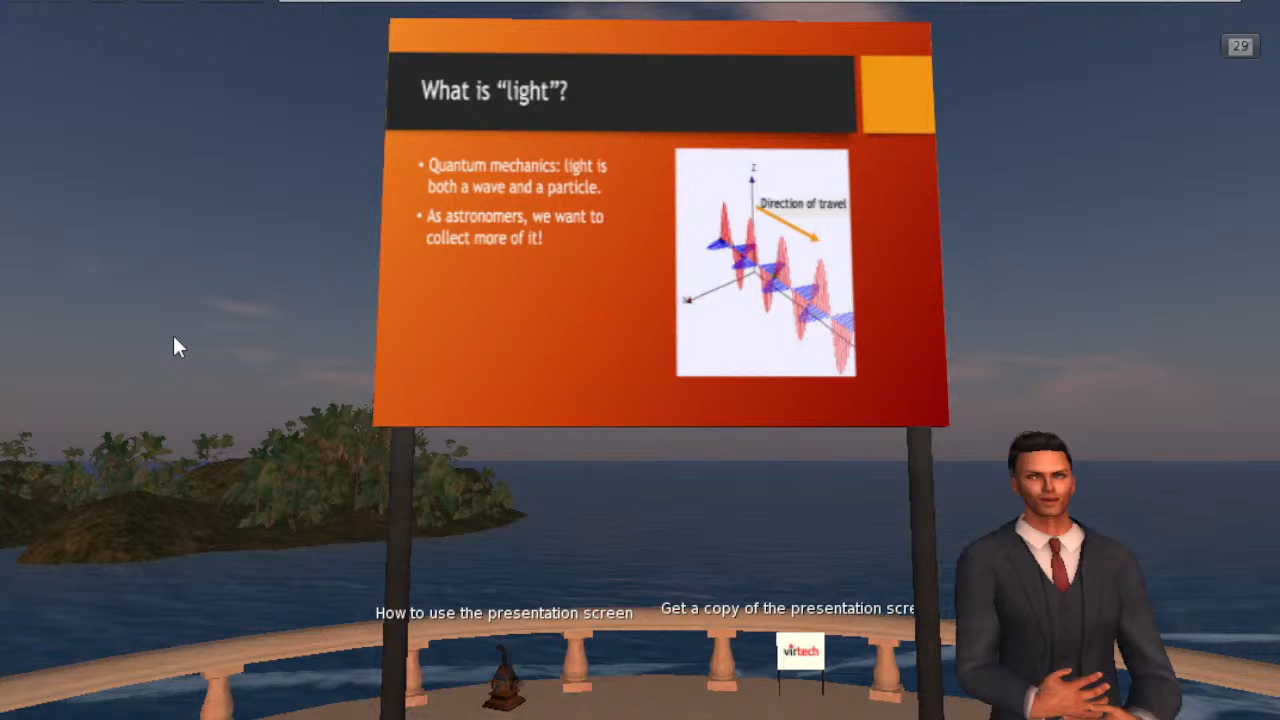 29
What is “light”?
• Quantum mechanics: light is
both a wave and a particle.
• As astronomers, we want to
collect more of it!
Z
Direction of travel
X
How to use the presentation screen
Get a copy of the presentation scre
virtech